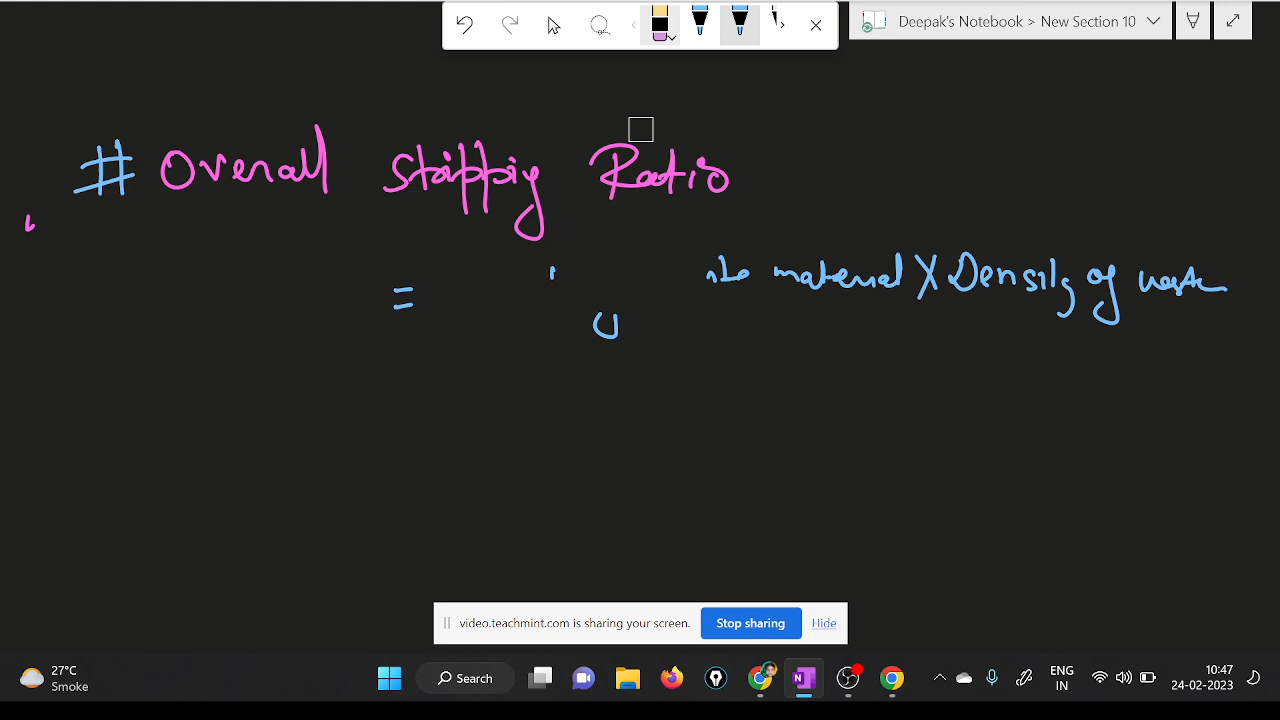 Deepak's Notebook > New Section 10
# Overall Stripping Ratio
= material X Density of waste
video.teachmint.com is sharing your screen. Stop sharing Hide
27°C
Smoke
Search
ENG
IN
10:47
24-02-2023